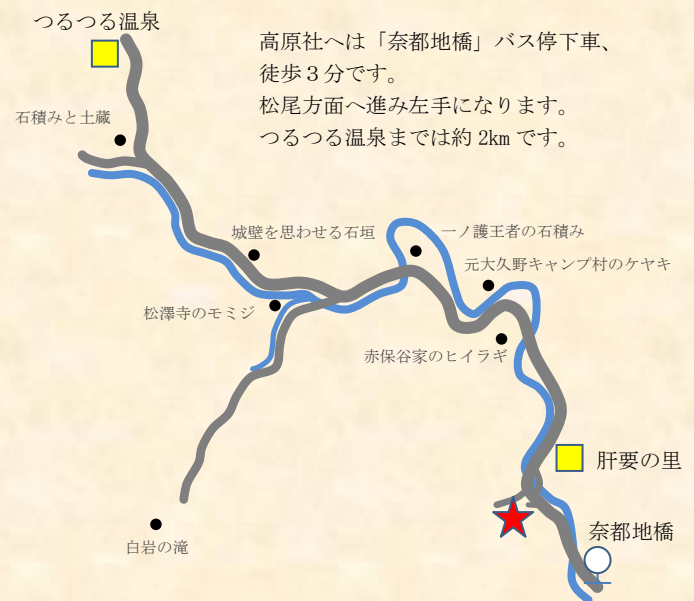 つるつる温泉
高原社へは「奈都地橋」バス停下車、
徒歩３分です。
松尾方面へ進み左手になります。
つるつる温泉までは約 2km です。
石積みと土蔵
城壁を思わせる石垣
一ノ護王者の石積み
元大久野キャンプ村のケヤキ
松澤寺のモミジ
赤保谷家のヒイラギ
肝要の里
奈都地橋
白岩の滝